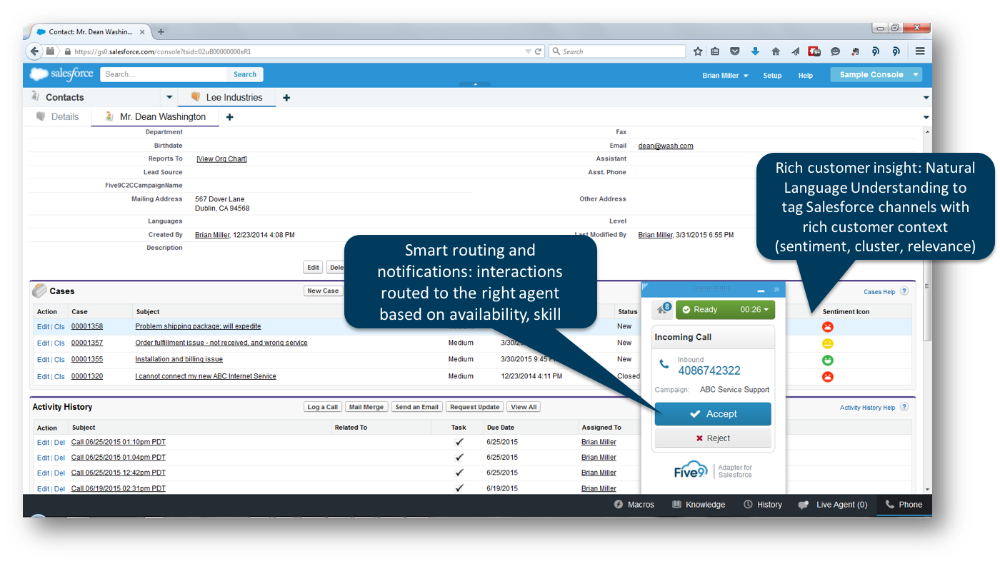 Contact: Mr. Dean Washin... × +
https://gs0.salesforce.com/console?tsid=02uB00000000eR1
Search
salesforce Search... Search Brian Miller Setup Help Sample Console
Contacts Lee Industries +
Details Mr. Dean Washington +
Department Fax
Birthdate Email dean@wash.com
Reports To [View Org Chart] Assistant
Lead Source Asst. Phone
Five9C2CCampaignName
Mailing Address 567 Dover Lane Other Address
Dublin, CA 94568
Languages Level
Created By Brian Miller, 12/23/2014 4:08 PM Last Modified By Brian Miller, 3/31/2015 6:55 PM
Description
Edit
Rich customer insight: Natural
Language Understanding to
tag Salesforce channels with
rich customer context
(sentiment, cluster, relevance)
Smart routing and
notifications: interactions
routed to the right agent
based on availability, skill
Cases New Case Cases Help ?
Action Case Subject Status Sentiment Icon
Edit | Cls 00001358 Problem shipping package; will expedite New
Edit | Cls 00001357 Order fulfillment issue - not received, and wrong service Medium New
Edit | Cls 00001355 Installation and billing issue Medium 3/30/2015 9:45 PM New
Edit | Cls 00001320 I cannot connect my new ABC Internet Service Medium 12/23/2014 4:11 PM Closed
8 Ready 00:26
Incoming Call
Inbound
4086742322
Campaign: ABC Service Support
Accept
Reject
Five9 Adapter for
Salesforce
Activity History Log a Call Mail Merge Send an Email Request Update View All Activity History Help ?
Action Subject Related To Task Due Date Assigned To
Edit | Del Call 06/25/2015 01:10pm PDT 6/25/2015 Brian Miller
Edit | Del Call 06/25/2015 01:04pm PDT 6/25/2015 Brian Miller
Edit | Del Call 06/25/2015 12:42pm PDT 6/25/2015 Brian Miller
Edit | Del Call 06/19/2015 02:31pm PDT 6/19/2015 Brian Miller
Macros Knowledge History Live Agent (0) Phone